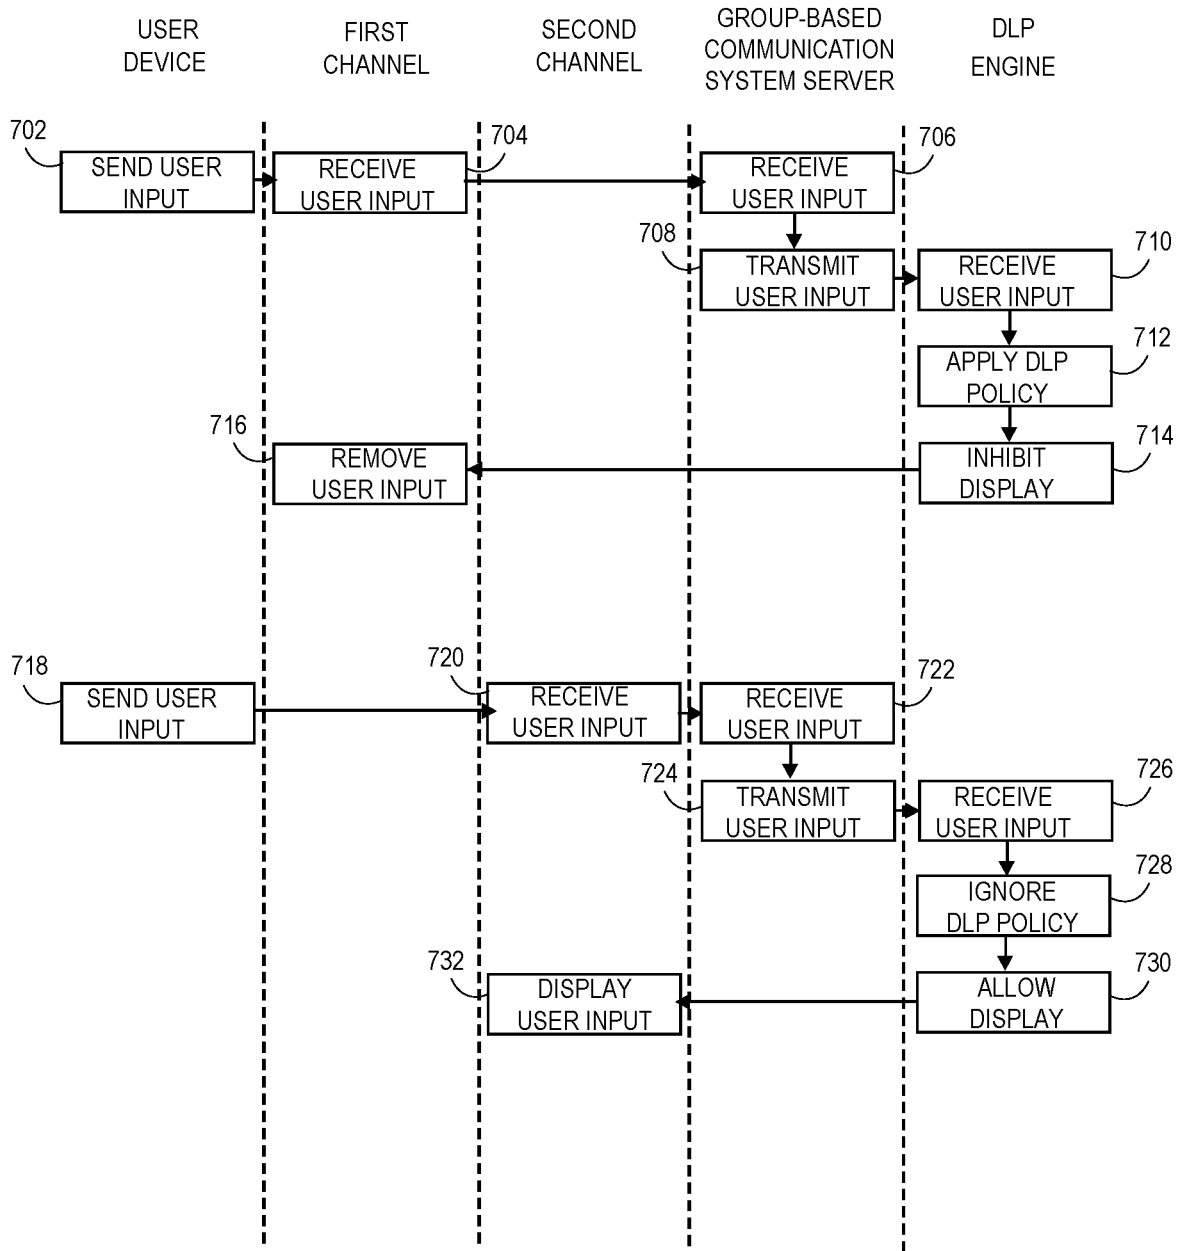 USER
DEVICE
FIRST
CHANNEL
SECOND
CHANNEL
GROUP-BASED
COMMUNICATION
SYSTEM SERVER
DLP
ENGINE
702
SEND USER
INPUT
704
RECEIVE
USER INPUT
706
RECEIVE
USER INPUT
708
TRANSMIT
USER INPUT
710
RECEIVE
USER INPUT
712
APPLY DLP
POLICY
714
INHIBIT
DISPLAY
716
REMOVE
USER INPUT
718
SEND USER
INPUT
720
RECEIVE
USER INPUT
722
RECEIVE
USER INPUT
724
TRANSMIT
USER INPUT
726
RECEIVE
USER INPUT
728
IGNORE
DLP POLICY
730
ALLOW
DISPLAY
732
DISPLAY
USER INPUT